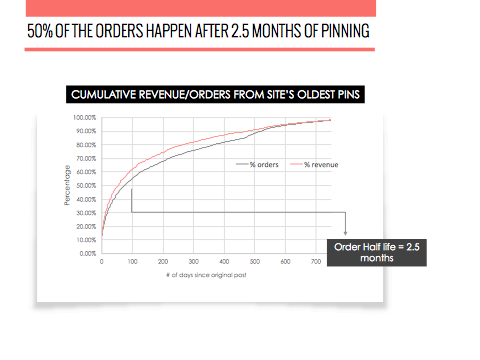 50% OF THE ORDERS HAPPEN AFTER 2.5 MONTHS OF PINNING
CUMULATIVE REVENUE/ORDERS FROM SITE'S OLDEST PINS
100.00%
90.00%
80.00%
70.00%
60.00%
50.00%
40.00%
30.00%
20.00%
10.00%
0.00%
Percentage
% orders % revenue
0 100 200 300 400 500 600 700
# of days since original post
Order Half life = 2.5
months